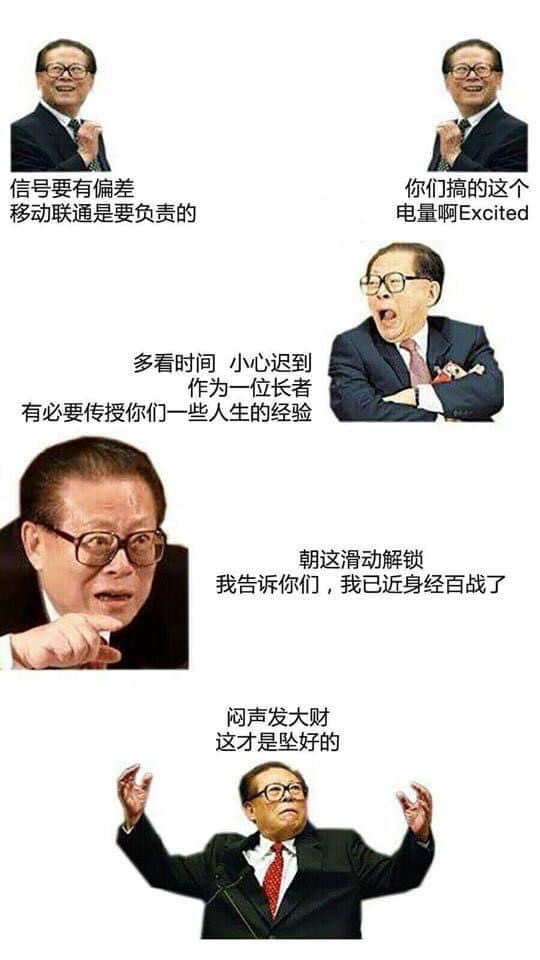 信号要有偏差
移动联通是要负责的
你们搞的这个
电量啊Excited
多看时间 小心迟到
作为一位长者
有必要传授你们一些人生的经验
朝这滑动解锁
我告诉你们，我已近身经百战了
闷声发大财
这才是坠好的